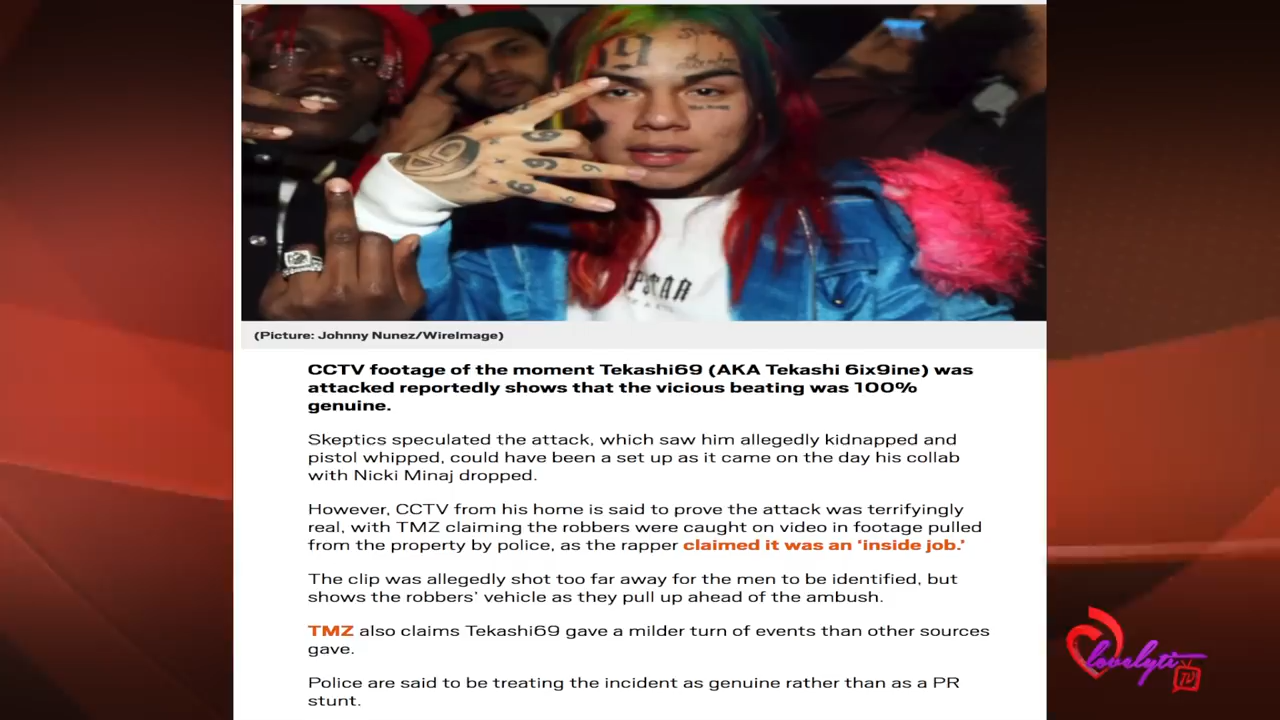 (Picture: Johnny Nunez/WireImage)
CCTV footage of the moment Tekashi69 (AKA Tekashi 6ix9ine) was
attacked reportedly shows that the vicious beating was 100%
genuine.
Skeptics speculated the attack, which saw him allegedly kidnapped and
pistol whipped, could have been a set up as it came on the day his collab
with Nicki Minaj dropped.
However, CCTV from his home is said to prove the attack was terrifyingly
real, with TMZ claiming the robbers were caught on video in footage pulled
from the property by police, as the rapper claimed it was an ‘inside job.’
The clip was allegedly shot too far away for the men to be identified, but
shows the robbers’ vehicle as they pull up ahead of the ambush.
TMZ also claims Tekashi69 gave a milder turn of events than other sources
gave.
Police are said to be treating the incident as genuine rather than as a PR
stunt.
lovelyti
TV